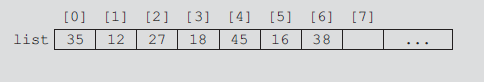 [0] [1] [2] [3] [4] [5] [6] [7]
list 35 12 27 18 45 16 38 ...